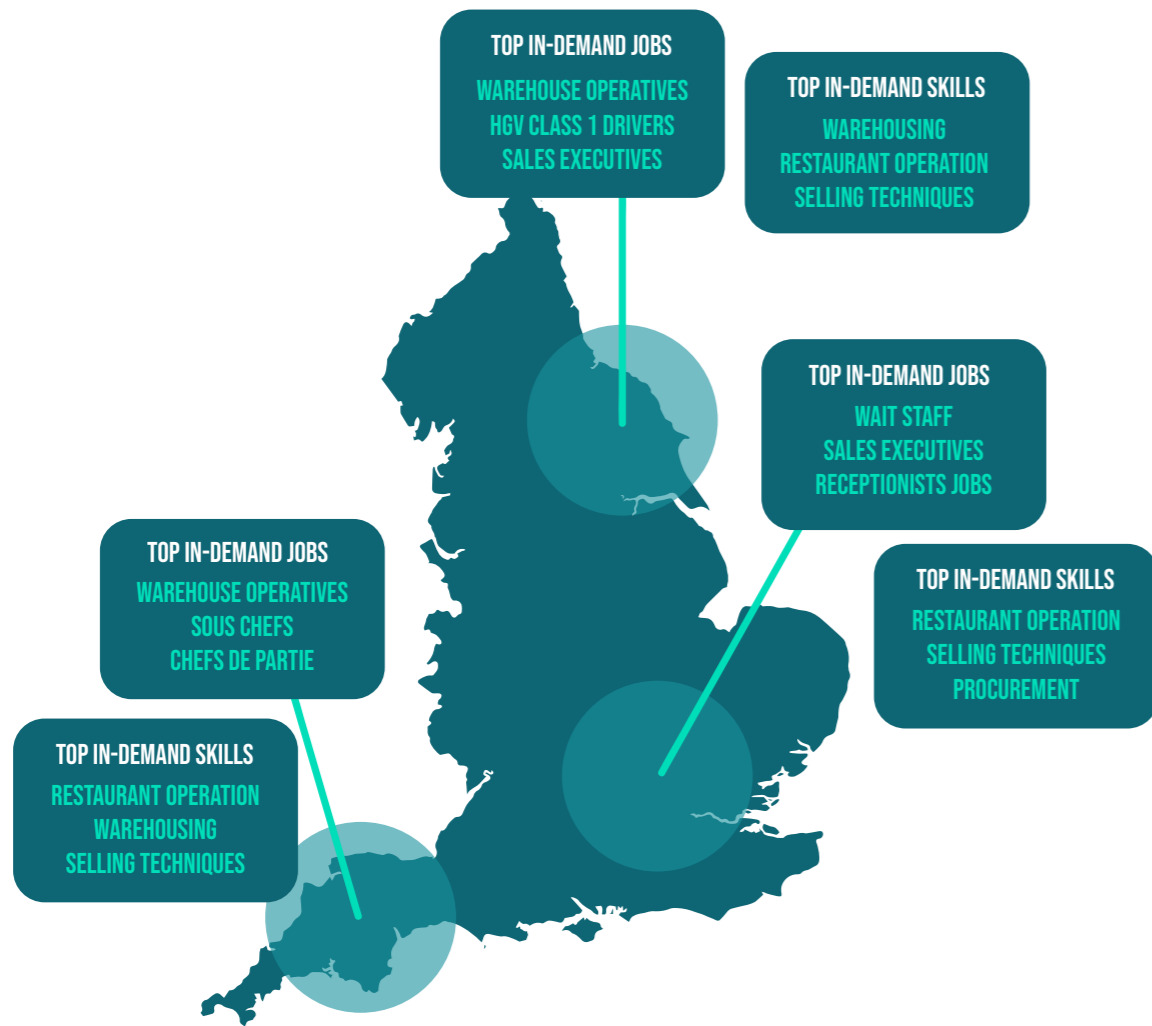 TOP IN-DEMAND JOBS
WAREHOUSE OPERATIVES
HGV CLASS 1 DRIVERS
SALES EXECUTIVES
TOP IN-DEMAND SKILLS
WAREHOUSING
RESTAURANT OPERATION
SELLING TECHNIQUES
TOP IN-DEMAND JOBS
WAIT STAFF
SALES EXECUTIVES
RECEPTIONISTS JOBS
TOP IN-DEMAND SKILLS
RESTAURANT OPERATION
SELLING TECHNIQUES
PROCUREMENT
TOP IN-DEMAND JOBS
WAREHOUSE OPERATIVES
SOUS CHEFS
CHEFS DE PARTIE
TOP IN-DEMAND SKILLS
RESTAURANT OPERATION
WAREHOUSING
SELLING TECHNIQUES